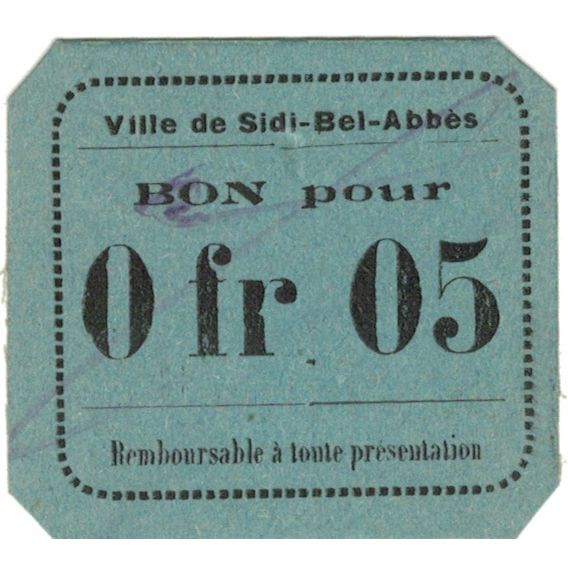 Ville de Sidi-Bel-Abbès
BON pour
0 fr. 05
Remboursable à toute présentation